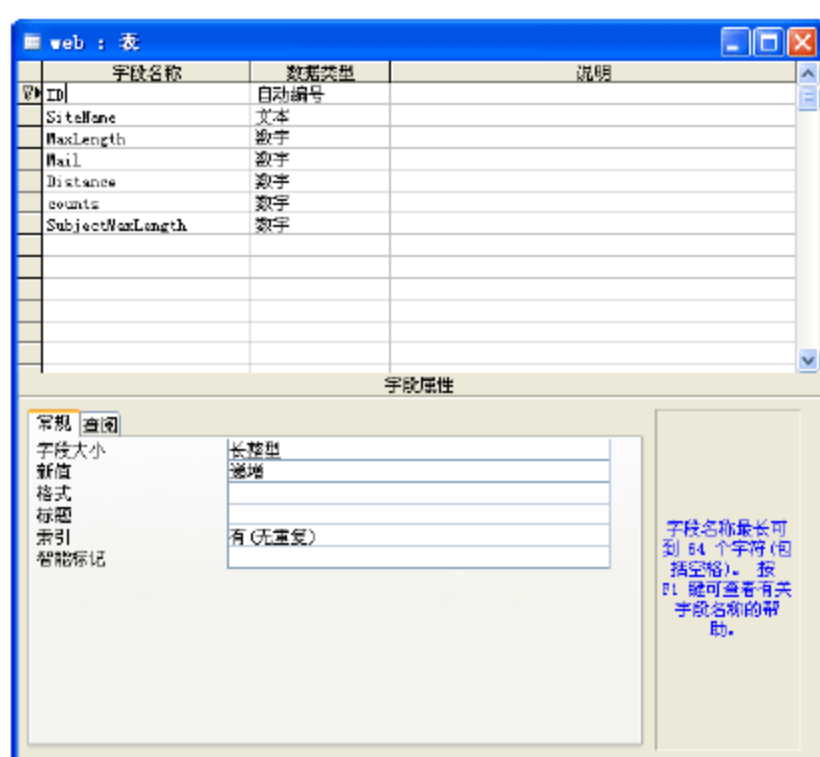 web : 表
字段名称 数据类型 说明
ID 自动编号
SiteName 文本
MaxLength 数字
Mail 数字
Distance 数字
counts 数字
SubjectMaxLength 数字
字段属性
常规 查阅
字段大小 长整型
新值 递增
格式
标题
索引 有(无重复)
智能标记
字段名称最长可
到 64 个字符(包
括空格)。 按
F1 键可查看有关
字段名称的帮
助。